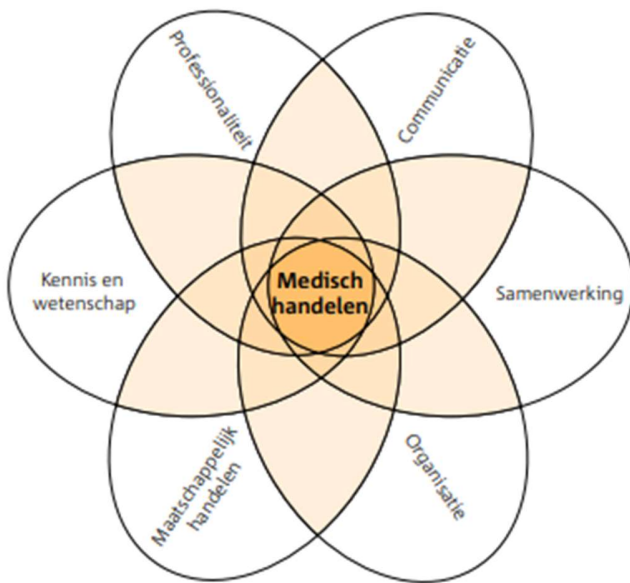 Professionaliteit
Communicatie
Kennis en
wetenschap
Medisch
handelen
Samenwerking
Maatschappelijk
handelen
Organisatie